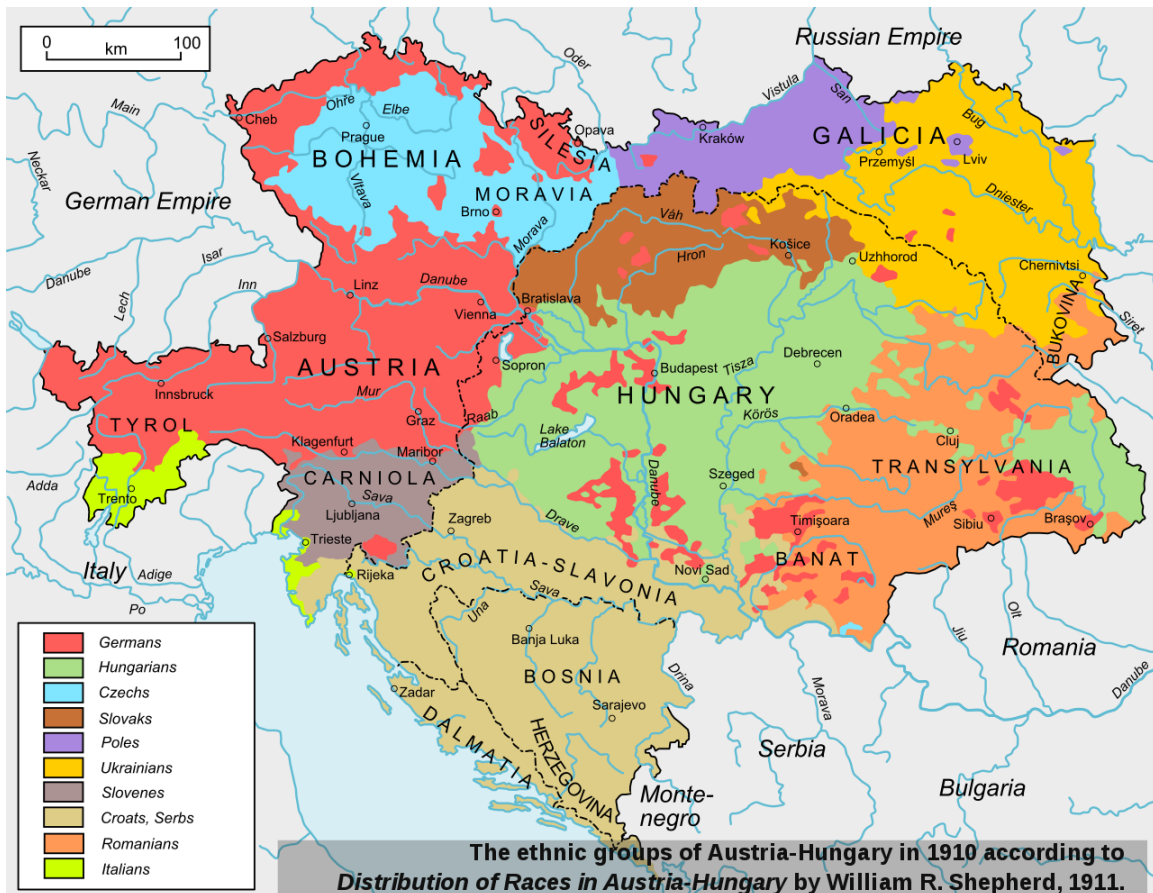 0 100
km
Russian Empire
Oder
Vistula
San
Main
Cheb
Ohře
Elbe
Prague
BOHEMIA
Vltava
SILESIA
Opava
Kraków
GALICIA
Bug
Przemyśl
Lviv
Neckar
German Empire
MORAVIA
Brno
Morava
Váh
Dniester
Hron
Košice
Uzhhorod
Chernivtsi
Danube
Isar
Lech
Inn
Linz
Danube
Vienna
Bratislava
BUKOVINA
Siret
Salzburg
AUSTRIA
Sopron
Budapest
Tisza
Debrecen
Innsbruck
Mur
HUNGARY
TYROL
Graz
Raab
Lake
Balaton
Körös
Oradea
Cluj
Klagenfurt
Maribor
CARNIOLA
Szeged
TRANSYLVANIA
Adda
Trento
Sava
Ljubljana
Danube
Drave
Mureş
Sibiu
Braşov
Timişoara
Trieste
Zagreb
BANAT
Italy
Adige
Rijeka
CROATIA-SLAVONIA
Novi Sad
Po
Sava
Una
Olt
Jiu
Romania
Banja Luka
BOSNIA
Drina
Morava
Danube
Zadar
Sarajevo
DALMATIA
HERZEGOVINA
Serbia
Bulgaria
Monte-
negro
Germans
Hungarians
Czechs
Slovaks
Poles
Ukrainians
Slovenes
Croats, Serbs
Romanians
Italians
The ethnic groups of Austria-Hungary in 1910 according to
Distribution of Races in Austria-Hungary by William R. Shepherd, 1911.